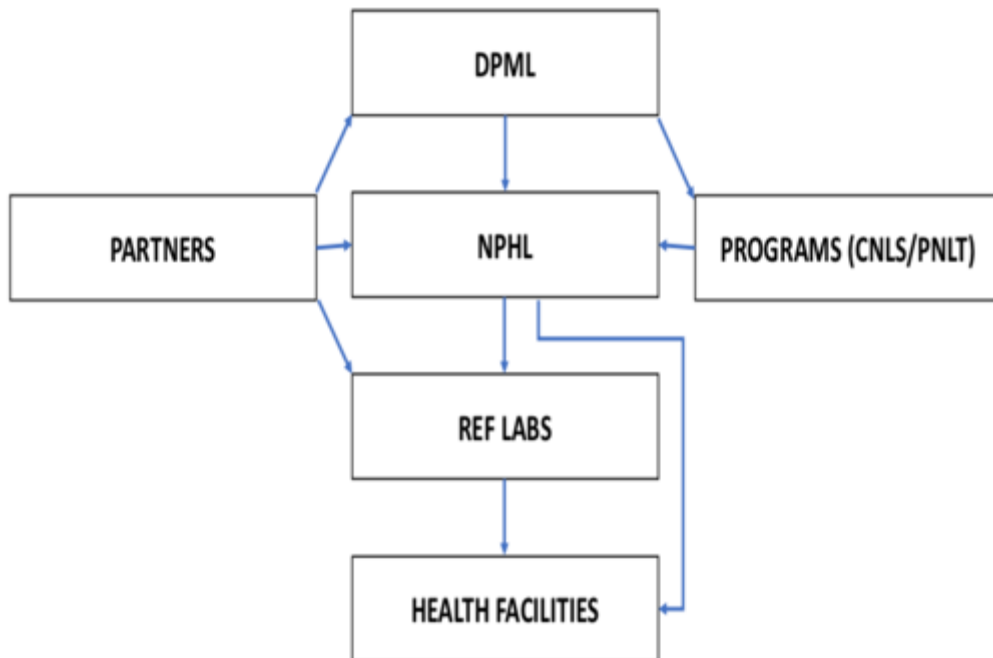 DPML
PARTNERS
NPHL
PROGRAMS (CNLS/PNLT)
REF LABS
HEALTH FACILITIES